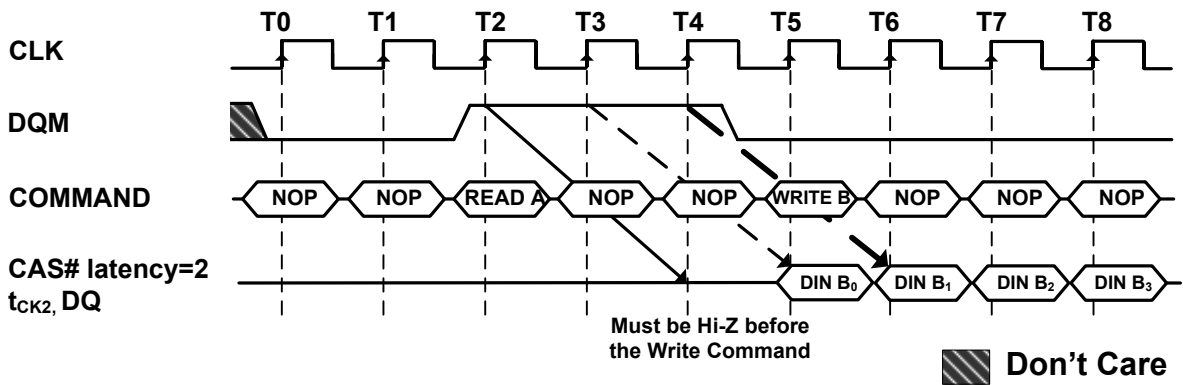 T0 T1 T2 T3 T4 T5 T6 T7 T8
CLK
DQM
COMMAND NOP NOP READ A NOP NOP WRITE B NOP NOP NOP
CAS# latency=2
tCK2, DQ DIN B0 DIN B1 DIN B2 DIN B3
Must be Hi-Z before
the Write Command
Don't Care